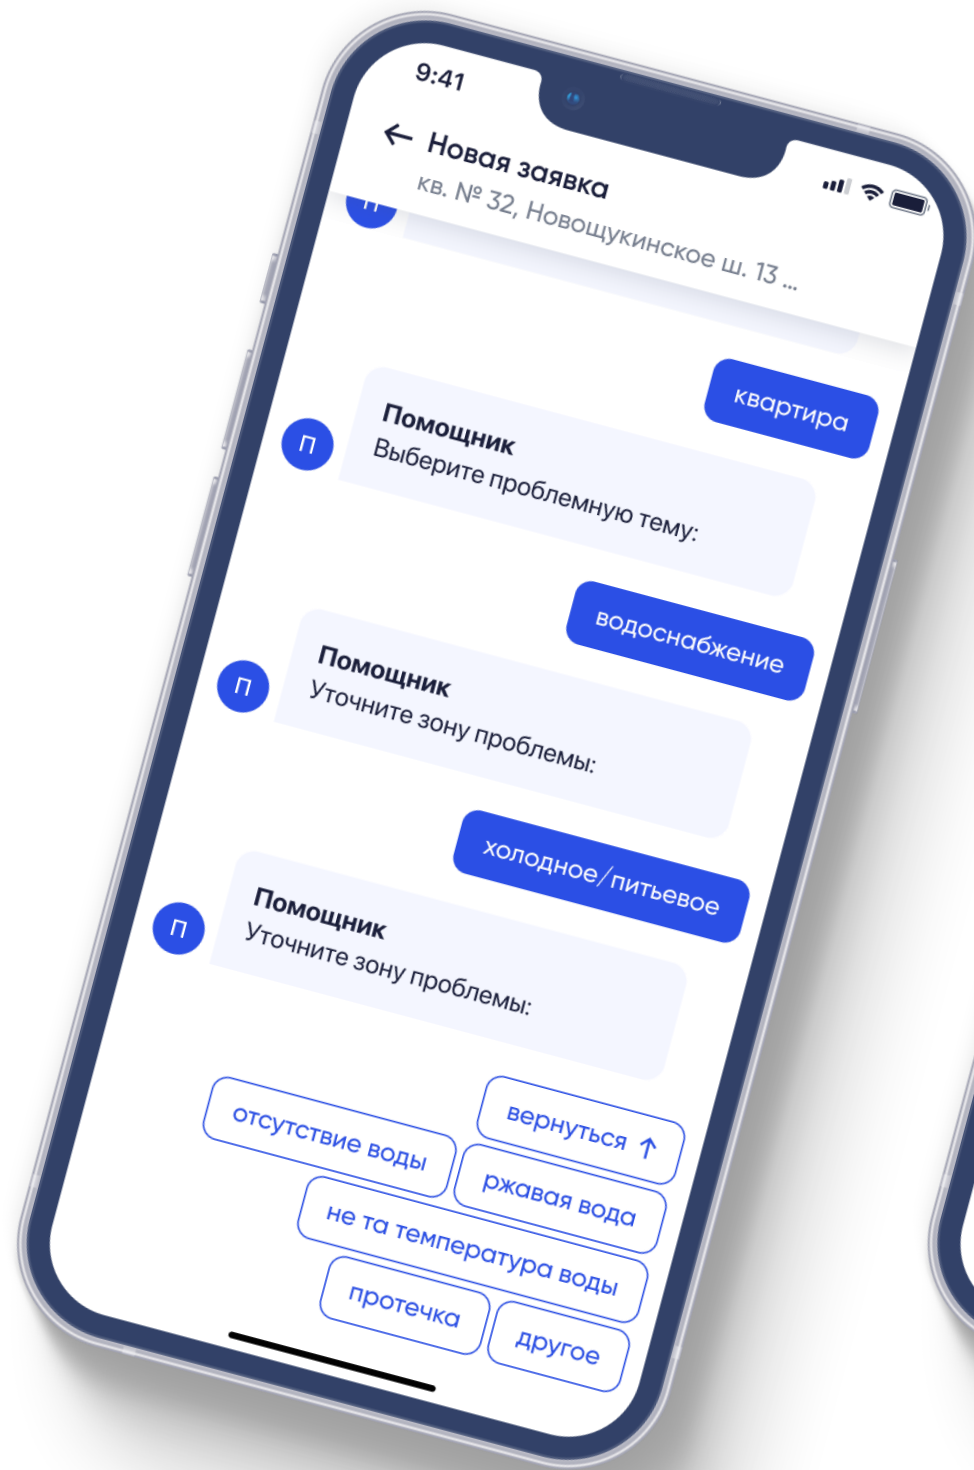 9:41
← Новая заявка
кв. № 32, Новощукинское ш. 13 ...
П
квартира
Помощник
Выберите проблемную тему:
П
водоснабжение
Помощник
Уточните зону проблемы:
П
холодное/питьевое
Помощник
Уточните зону проблемы:
П
вернуться ↑
отсутствие воды
ржавая вода
не та температура воды
протечка
другое